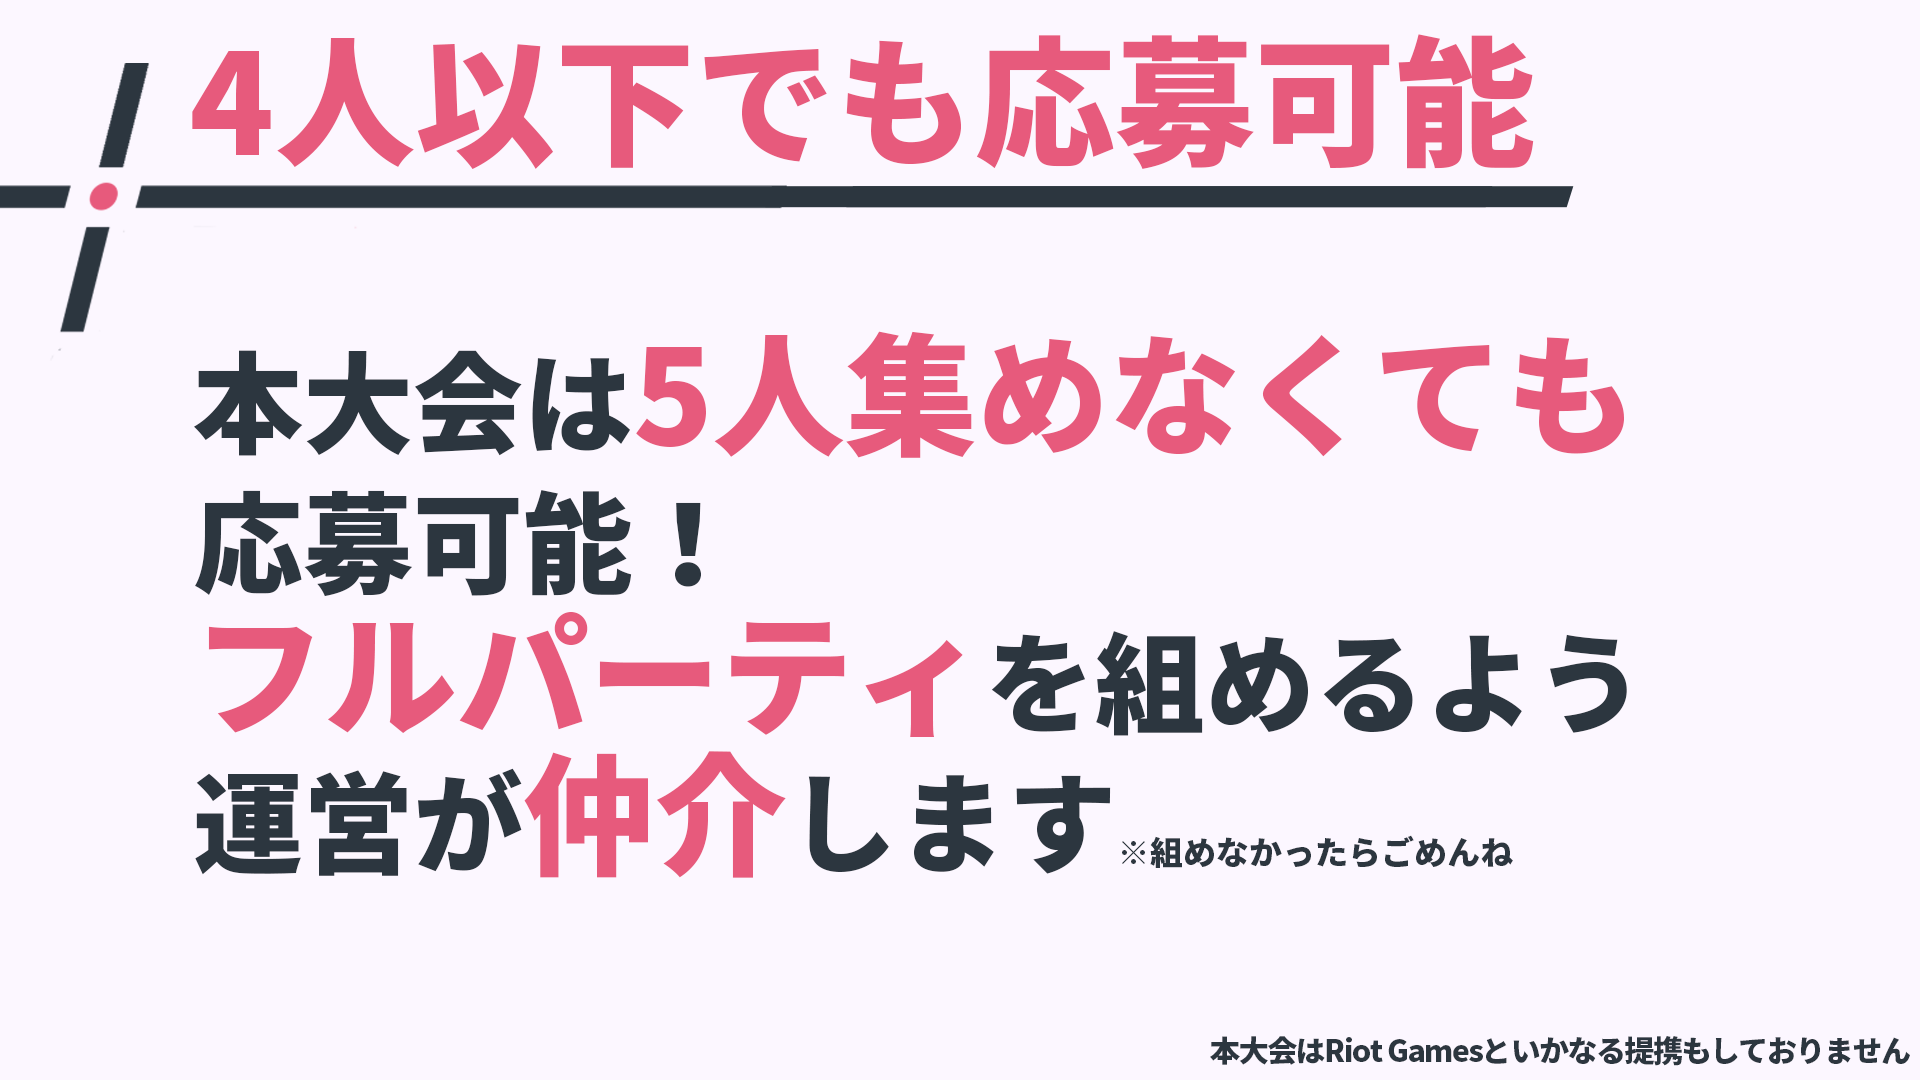 4人以下でも応募可能
本大会は5人集めなくても
応募可能！
フルパーティを組めるよう
運営が仲介します※組めなかったらごめんね
本大会はRiot Gamesといかなる提携もしておりません